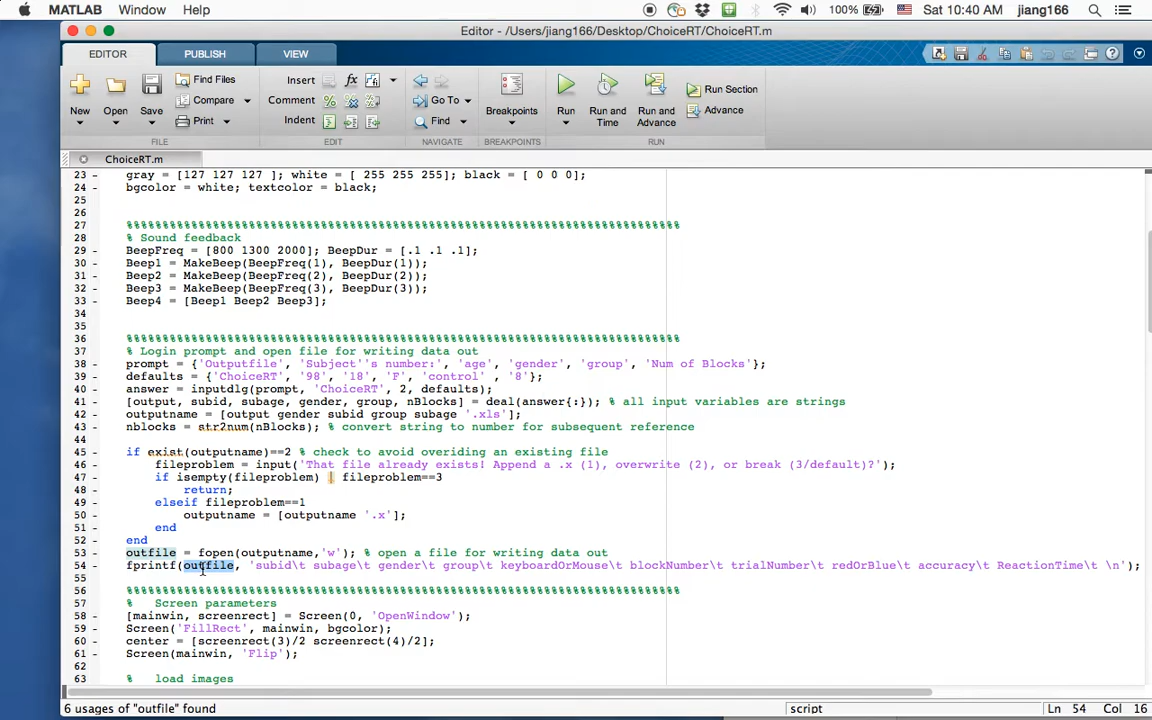 MATLAB Window Help 100% Sat 10:40 AM jiang166
Editor - /Users/jiang166/Desktop/ChoiceRT/ChoiceRT.m
EDITOR PUBLISH VIEW
New Open Save Find Files Compare Print Insert fx Comment % Indent Go To Find Breakpoints Run Run and Time Run and Advance Run Section Advance
FILE EDIT NAVIGATE BREAKPOINTS RUN
ChoiceRT.m
23 - gray = [127 127 127 ]; white = [ 255 255 255]; black = [ 0 0 0];
24 - bgcolor = white; textcolor = black;
25
26
27 %%%%%%%%%%%%%%%%%%%%%%%%%%%%%%%%%%%%%%%%%%%%%%%%%%%%%%%%%%%%%%%%%%%%%%%%%%%%%%%
28 % Sound feedback
29 - BeepFreq = [800 1300 2000]; BeepDur = [.1 .1 .1];
30 - Beep1 = MakeBeep(BeepFreq(1), BeepDur(1));
31 - Beep2 = MakeBeep(BeepFreq(2), BeepDur(2));
32 - Beep3 = MakeBeep(BeepFreq(3), BeepDur(3));
33 - Beep4 = [Beep1 Beep2 Beep3];
34
35
36 %%%%%%%%%%%%%%%%%%%%%%%%%%%%%%%%%%%%%%%%%%%%%%%%%%%%%%%%%%%%%%%%%%%%%%%%%%%%%%%
37 % Login prompt and open file for writing data out
38 - prompt = {'Outputfile', 'Subject''s number:', 'age', 'gender', 'group', 'Num of Blocks'};
39 - defaults = {'ChoiceRT', '98', '18', 'F', 'control' , '8'};
40 - answer = inputdlg(prompt, 'ChoiceRT', 2, defaults);
41 - [output, subid, subage, gender, group, nBlocks] = deal(answer{:}); % all input variables are strings
42 - outputname = [output gender subid group subage '.xls'];
43 - nblocks = str2num(nBlocks); % convert string to number for subsequent reference
44
45 - if exist(outputname)==2 % check to avoid overiding an existing file
46 - fileproblem = input('That file already exists! Append a .x (1), overwrite (2), or break (3/default)?');
47 - if isempty(fileproblem) | fileproblem==3
48 - return;
49 - elseif fileproblem==1
50 - outputname = [outputname '.x'];
51 - end
52 - end
53 - outfile = fopen(outputname,'w'); % open a file for writing data out
54 - fprintf(outfile, 'subid\t subage\t gender\t group\t keyboardOrMouse\t blockNumber\t trialNumber\t redOrBlue\t accuracy\t ReactionTime\t \n');
55
56 %%%%%%%%%%%%%%%%%%%%%%%%%%%%%%%%%%%%%%%%%%%%%%%%%%%%%%%%%%%%%%%%%%%%%%%%%%%%%%%
57 % Screen parameters
58 - [mainwin, screenrect] = Screen(0, 'OpenWindow');
59 - Screen('FillRect', mainwin, bgcolor);
60 - center = [screenrect(3)/2 screenrect(4)/2];
61 - Screen(mainwin, 'Flip');
62
63 % load images
6 usages of "outfile" found script Ln 54 Col 16